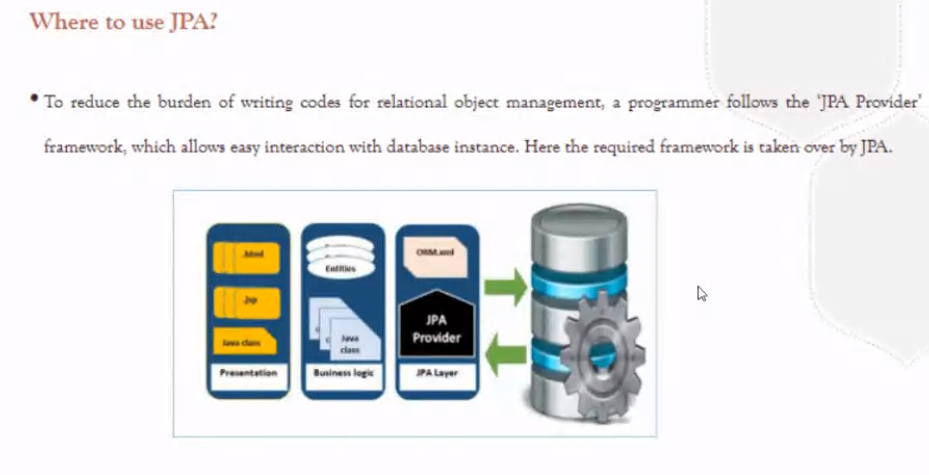 Where to use JPA?
• To reduce the burden of writing codes for relational object management, a programmer follows the 'JPA Provider'
framework, which allows easy interaction with database instance. Here the required framework is taken over by JPA.
.html
Jsp
Java class
Presentation
Entities
Java
class
Business logic
ORM.xml
JPA
Provider
JPA Layer